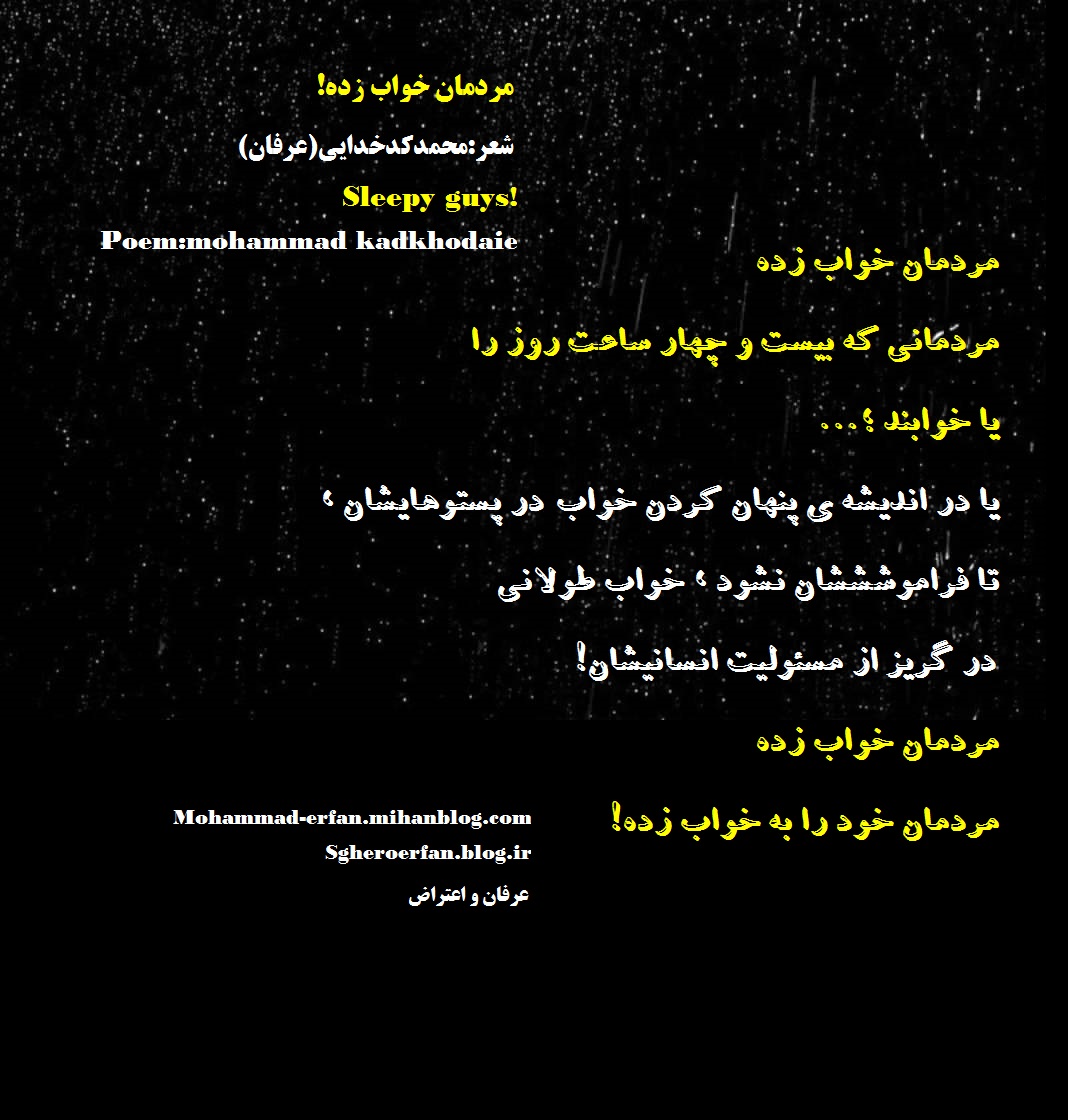 مردمان خواب زده!
شعر:محمدکدخدایی(عرفان)
Sleepy guys!
Poem:mohammad kadkhodaie
مردمان خواب زده
مردمانی که بیست و چهار ساعت روز را
یا خوابند ؛...
یا در اندیشه ی پنهان کردن خواب در پستوهایشان ،
تا فراموششان نشود ، خواب طولانی
در گریز از مسئولیت انسانیشان!
مردمان خواب زده
مردمان خود را به خواب زده!
Mohammad-erfan.mihanblog.com
Sgheroerfan.blog.ir
عرفان و اعتراض